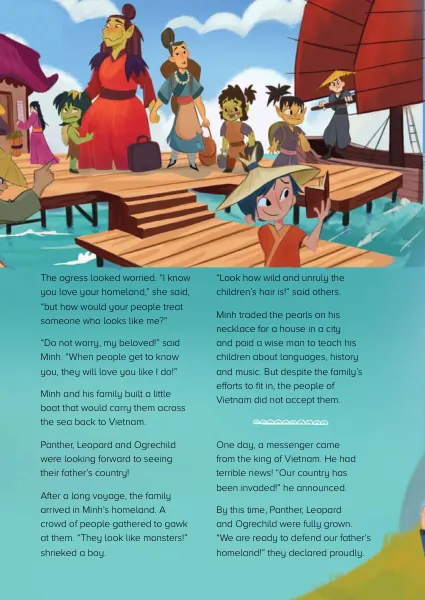 The ogress looked worried. “I know
you love your homeland,” she said,
“but how would your people treat
someone who looks like me?”
“Do not worry, my beloved!” said
Minh. “When people get to know
you, they will love you like I do!”
Minh and his family built a little
boat that would carry them across
the sea back to Vietnam.
Panther, Leopard and Ogrechild
were looking forward to seeing
their father’s country!
After a long voyage, the family
arrived in Minh’s homeland. A
crowd of people gathered to gawk
at them. “They look like monsters!”
shrieked a boy.
“Look how wild and unruly the
children’s hair is!” said others.
Minh traded the pearls on his
necklace for a house in a city
and paid a wise man to teach his
children about languages, history
and music. But despite the family’s
efforts to fit in, the people of
Vietnam did not accept them.
One day, a messenger came
from the king of Vietnam. He had
terrible news! “Our country has
been invaded!” he announced.
By this time, Panther, Leopard
and Ogrechild were fully grown.
“We are ready to defend our father’s
homeland!” they declared proudly.